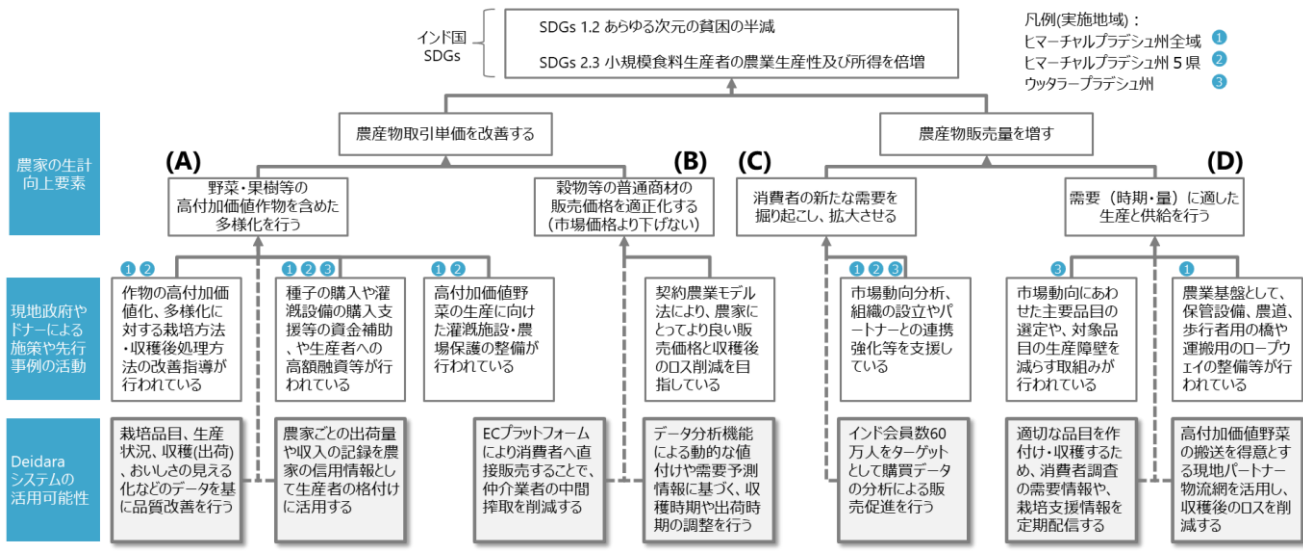 インド国
SDGs
SDGs 1.2 あらゆる次元の貧困の半減
SDGs 2.3 小規模食料生産者の農業生産性及び所得を倍増
凡例(実施地域)：
ヒマーチャルプラデシュ州全域 1
ヒマーチャルプラデシュ州５県 2
ウッタラープラデシュ州 3
農家の生計
向上要素
農産物取引単価を改善する
農産物販売量を増す
(A)
野菜・果樹等の
高付加価値作物を含めた
多様化を行う
(B)
穀物等の普通商材の
販売価格を適正化する
(市場価格より下げない)
(C)
消費者の新たな需要を
掘り起こし、拡大させる
(D)
需要（時期・量）に適した
生産と供給を行う
現地政府や
ドナーによる
施策や先行
事例の活動
1 2
作物の高付加価
値化、多様化に
対する栽培方法
・収穫後処理方
法の改善指導が
行われている
1 2 3
種子の購入や灌
漑設備の購入支
援等の資金補助
、や生産者への
高額融資等が行
われている
1 2
高付加価値野
菜の生産に向け
た灌漑施設・農
場保護の整備が
行われている
契約農業モデル
法により、農家に
とってより良い販
売価格と収穫後
のロス削減を目
指している
1 2 3
市場動向分析、
組織の設立やパ
ートナーとの連携
強化等を支援し
ている
3
市場動向にあわ
せた主要品目の
選定や、対象品
目の生産障壁を
減らす取組みが
行われている
1
農業基盤として、
保管設備、農道、
歩行者用の橋や
運搬用のロープウ
ェイの整備等が行
われている
Deidara
システムの
活用可能性
栽培品目、生産
状況、収穫(出荷)
、おいしさの見える
化などのデータを基
に品質改善を行う
農家ごとの出荷量
や収入の記録を農
家の信用情報とし
て生産者の格付け
に活用する
ECプラットフォーム
により消費者へ直
接販売することで、
仲介業者の中間
搾取を削減する
データ分析機能
による動的な値
付けや需要予測
情報に基づく、収
穫時期や出荷時
期の調整を行う
インド会員数60
万人をターゲット
として購買データ
の分析による販
売促進を行う
適切な品目を作
付け・収穫するた
め、消費者調査
の需要情報や、
栽培支援情報を
定期配信する
高付加価値野菜
の搬送を得意と
する現地パートナー
物流網を活用し、
収穫後のロスを削
減する